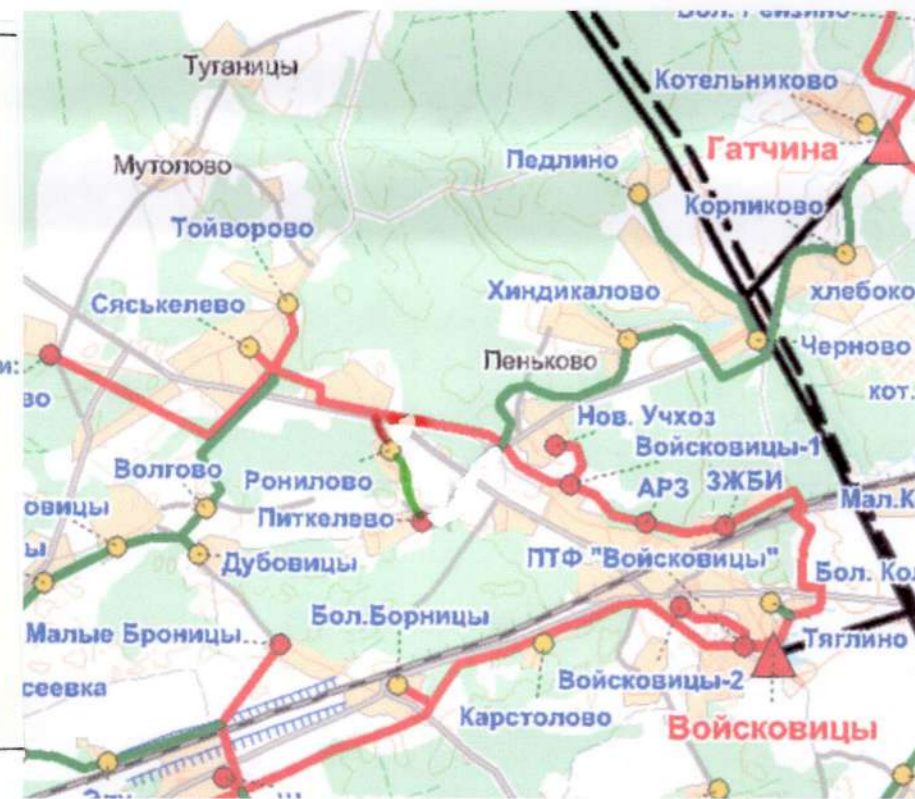 Туганицы
Котельниково
Гатчина
Мутолово
Педлино
Корпиково
Тойворово
Сяськелево
Хиндикалово
хлебоко
Пеньково
Черново
кот.
и:
во
Нов. Учхоз
Войсковицы-1
Волгово
Ронилово
АРЗ
ЗЖБИ
Мал.К
овицы
Питкелево
ы
Дубовицы
ПТФ "Войсковицы"
Бол. Кол
Малые Броницы
Бол.Борницы
Тяглино
сеевка
Войсковицы-2
Карстолово
Войсковицы